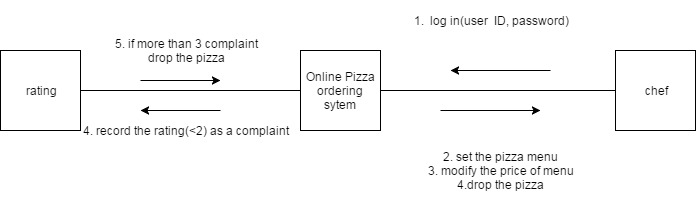 1. log in(user ID, password)
5. if more than 3 complaint
drop the pizza
rating
Online Pizza
ordering
sytem
chef
4. record the rating(<2) as a complaint
2. set the pizza menu
3. modify the price of menu
4.drop the pizza